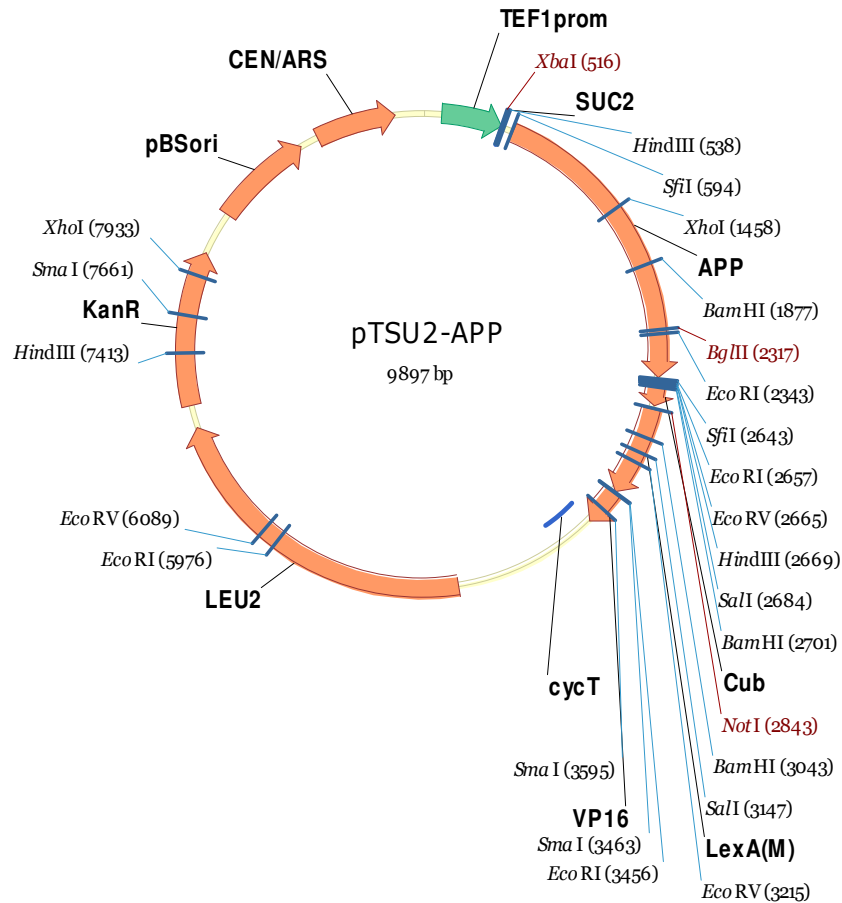 TEF1prom
CEN/ARS
XbaI (516)
SUC2
pBSori
HindIII (538)
SfiI (594)
XhoI (1458)
XhoI (7933)
APP
SmaI (7661)
KanR
BamHI (1877)
pTSU2-APP
HindIII (7413)
BglII (2317)
9897 bp
EcoRI (2343)
SfiI (2643)
EcoRI (2657)
EcoRV (6089)
EcoRV (2665)
EcoRI (5976)
HindIII (2669)
LEU2
SalI (2684)
BamHI (2701)
cycT
Cub
NotI (2843)
SmaI (3595)
BamHI (3043)
VP16
SalI (3147)
SmaI (3463)
LexA(M)
EcoRI (3456)
EcoRV (3215)